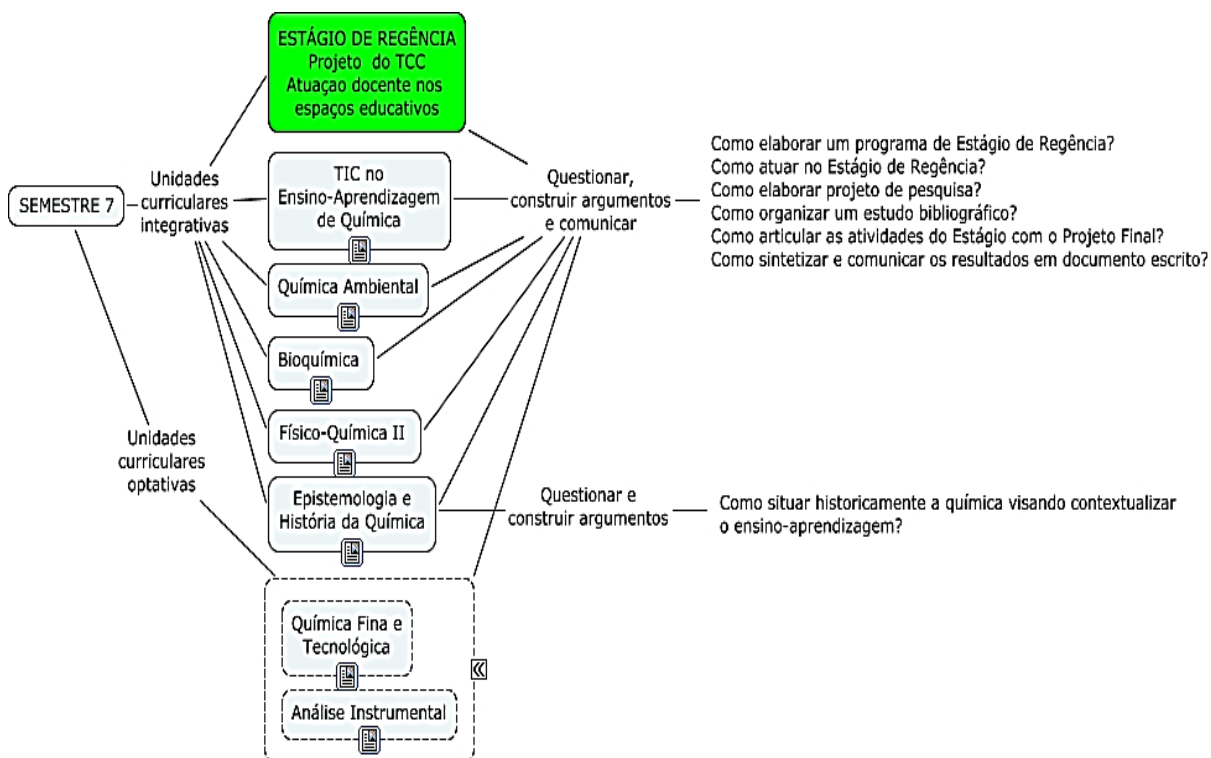 ESTÁGIO DE REGÊNCIA
Projeto do TCC
Atuaçao docente nos
espaços educativos
SEMESTRE 7
Unidades
curriculares
integrativas
TIC no
Ensino-Aprendizagem
de Química
Química Ambiental
Bioquímica
Físico-Química II
Epistemologia e
História da Química
Questionar,
construir argumentos
e comunicar
Como elaborar um programa de Estágio de Regência?
Como atuar no Estágio de Regência?
Como elaborar projeto de pesquisa?
Como organizar um estudo bibliográfico?
Como articular as atividades do Estágio com o Projeto Final?
Como sintetizar e comunicar os resultados em documento escrito?
Questionar e
construir argumentos
Como situar historicamente a química visando contextualizar
o ensino-aprendizagem?
Unidades
curriculares
optativas
Química Fina e
Tecnológica
Análise Instrumental